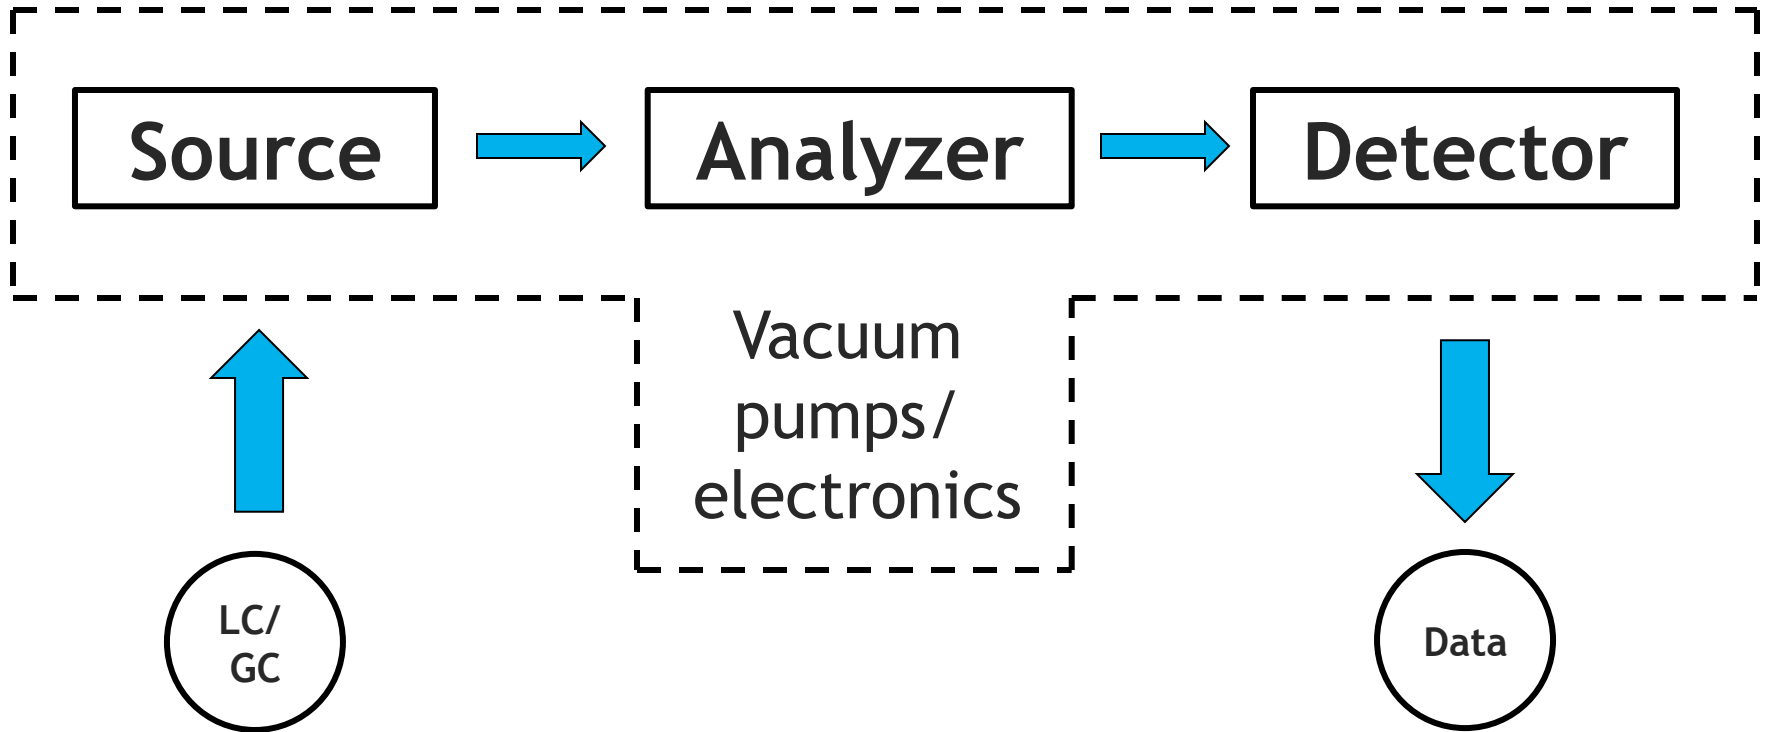 Source
Analyzer
Detector
Vacuum
pumps/
electronics
LC/
GC
Data